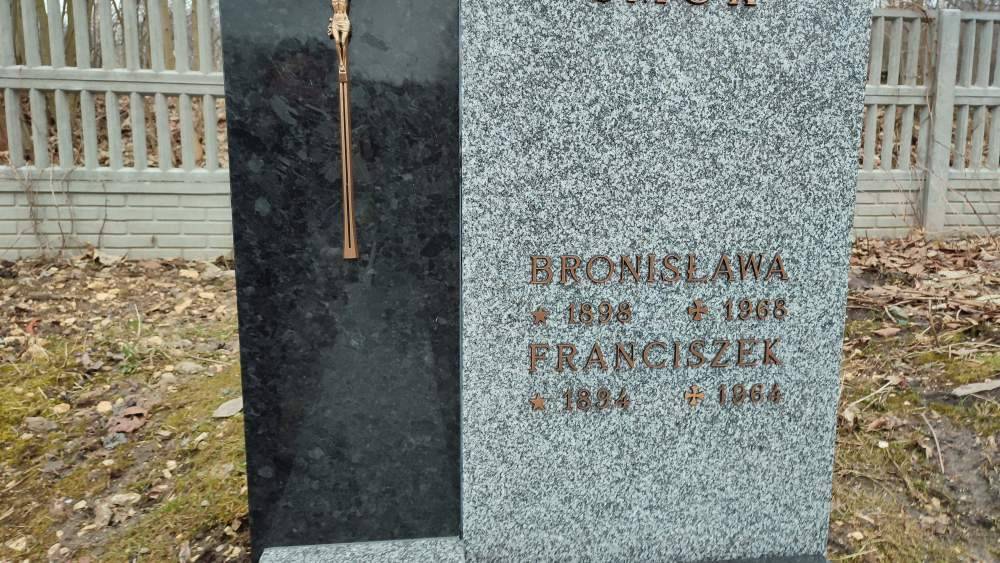 BRONISŁAWA
★ 1898 ✠ 1968
FRANCISZEK
★ 1894 ✠ 1964